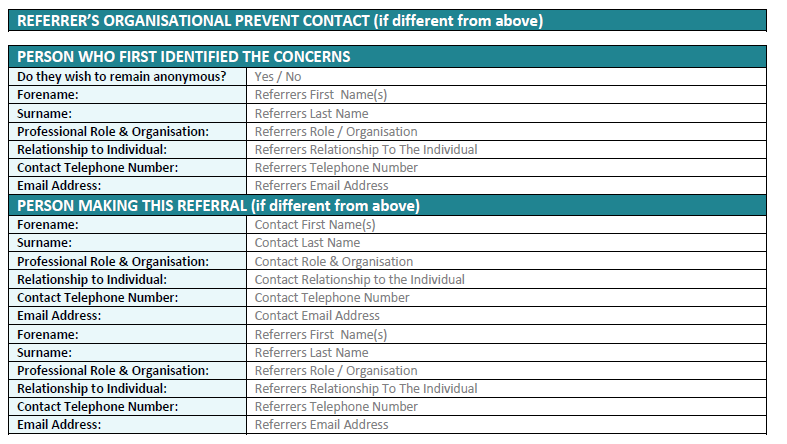 REFERRER'S ORGANISATIONAL PREVENT CONTACT (if different from above)
PERSON WHO FIRST IDENTIFIED THE CONCERNS
Do they wish to remain anonymous? Yes / No
Forename: Referrers First Name(s)
Surname: Referrers Last Name
Professional Role & Organisation: Referrers Role / Organisation
Relationship to Individual: Referrers Relationship To The Individual
Contact Telephone Number: Referrers Telephone Number
Email Address: Referrers Email Address
PERSON MAKING THIS REFERRAL (if different from above)
Forename: Contact First Name(s)
Surname: Contact Last Name
Professional Role & Organisation: Contact Role & Organisation
Relationship to Individual: Contact Relationship to the Individual
Contact Telephone Number: Contact Telephone Number
Email Address: Contact Email Address
Forename: Referrers First Name(s)
Surname: Referrers Last Name
Professional Role & Organisation: Referrers Role / Organisation
Relationship to Individual: Referrers Relationship To The Individual
Contact Telephone Number: Referrers Telephone Number
Email Address: Referrers Email Address